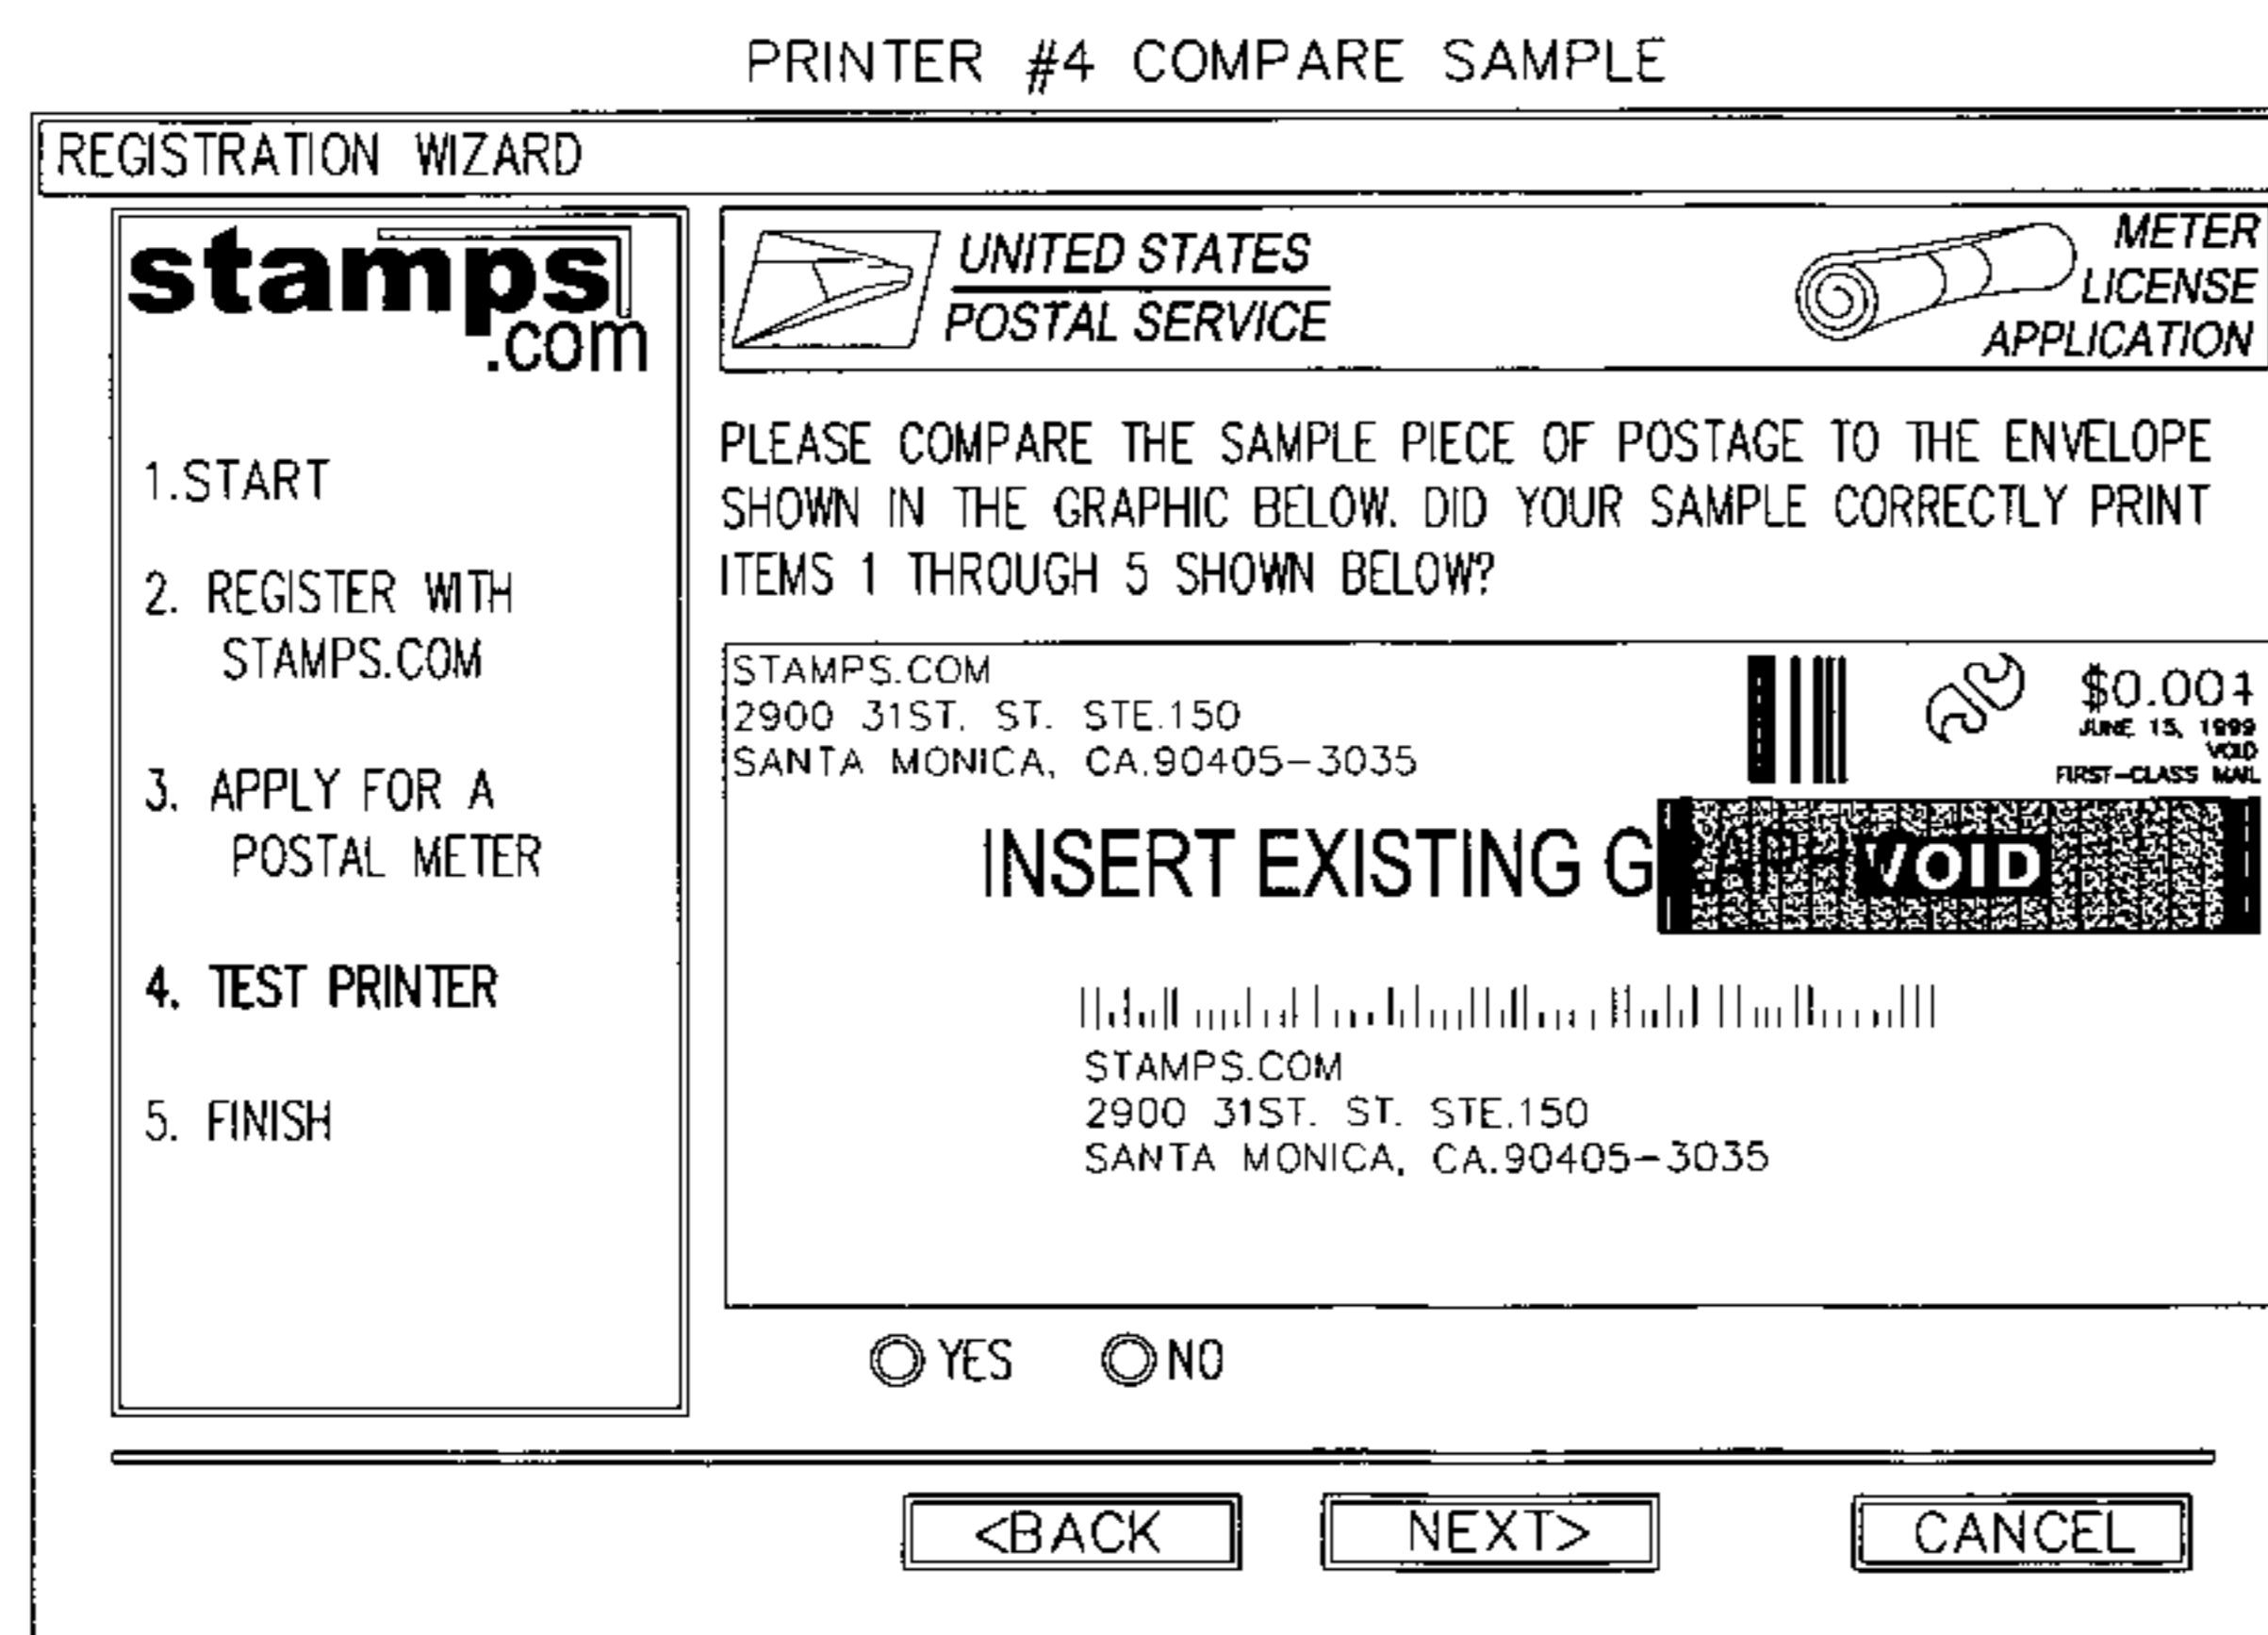 PRINTER #4 COMPARE SAMPLE
REGISTRATION WIZARD
stamps
.com
1.START
2. REGISTER WITH
STAMPS.COM
3. APPLY FOR A
POSTAL METER
4. TEST PRINTER
5. FINISH
UNITED STATES
POSTAL SERVICE
METER
LICENSE
APPLICATION
PLEASE COMPARE THE SAMPLE PIECE OF POSTAGE TO THE ENVELOPE
SHOWN IN THE GRAPHIC BELOW. DID YOUR SAMPLE CORRECTLY PRINT
ITEMS 1 THROUGH 5 SHOWN BELOW?
STAMPS.COM
2900 31ST. ST. STE.150
SANTA MONICA, CA.90405-3035
$0.004
JUNE 15, 1999
VOID
FIRST-CLASS MAIL
INSERT EXISTING
VOID
STAMPS.COM
2900 31ST. ST. STE.150
SANTA MONICA, CA.90405-3035
YES NO
<BACK NEXT> CANCEL